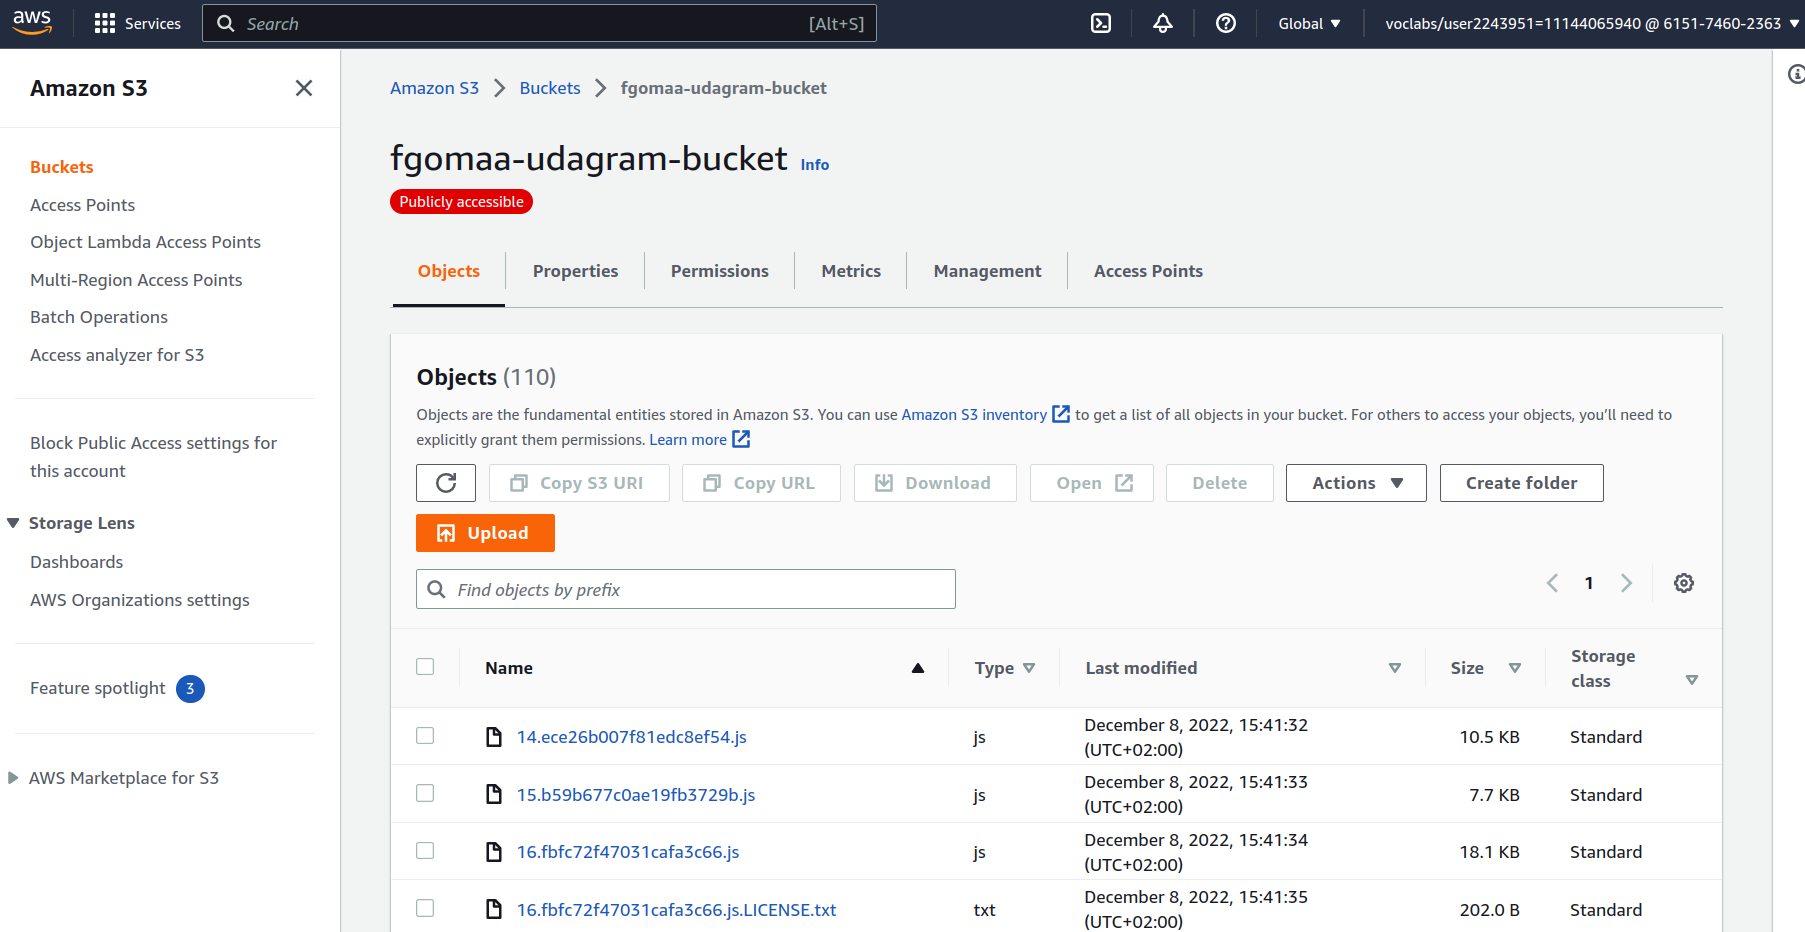 aws
Services
Search
[Alt+S]
Global
voclabs/user2243951=11144065940 @ 6151-7460-2363
Amazon S3
Buckets
Access Points
Object Lambda Access Points
Multi-Region Access Points
Batch Operations
Access analyzer for S3
Block Public Access settings for
this account
Storage Lens
Dashboards
AWS Organizations settings
Feature spotlight 3
AWS Marketplace for S3
Amazon S3 > Buckets > fgomaa-udagram-bucket
fgomaa-udagram-bucket Info
Publicly accessible
Objects Properties Permissions Metrics Management Access Points
Objects (110)
Objects are the fundamental entities stored in Amazon S3. You can use Amazon S3 inventory to get a list of all objects in your bucket. For others to access your objects, you'll need to
explicitly grant them permissions. Learn more
Copy S3 URI Copy URL Download Open Delete Actions Create folder
Upload
Find objects by prefix
1
Name Type Last modified Size Storage
class
14.ece26b007f81edc8ef54.js js December 8, 2022, 15:41:32 10.5 KB Standard
(UTC+02:00)
15.b59b677c0ae19fb3729b.js js December 8, 2022, 15:41:33 7.7 KB Standard
(UTC+02:00)
16.fbfc72f47031cafa3c66.js js December 8, 2022, 15:41:34 18.1 KB Standard
(UTC+02:00)
16.fbfc72f47031cafa3c66.js.LICENSE.txt txt December 8, 2022, 15:41:35 202.0 B Standard
(UTC+02:00)